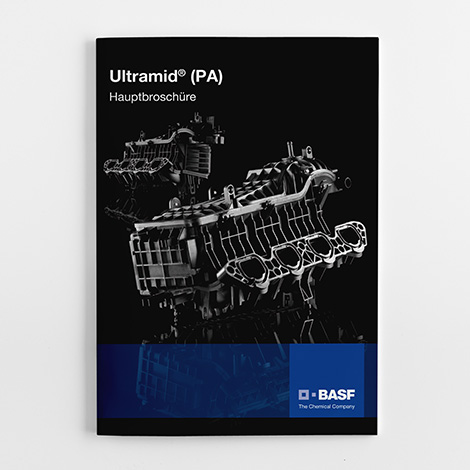 Ultramid® (PA)
Hauptbroschüre
BASF
The Chemical Company